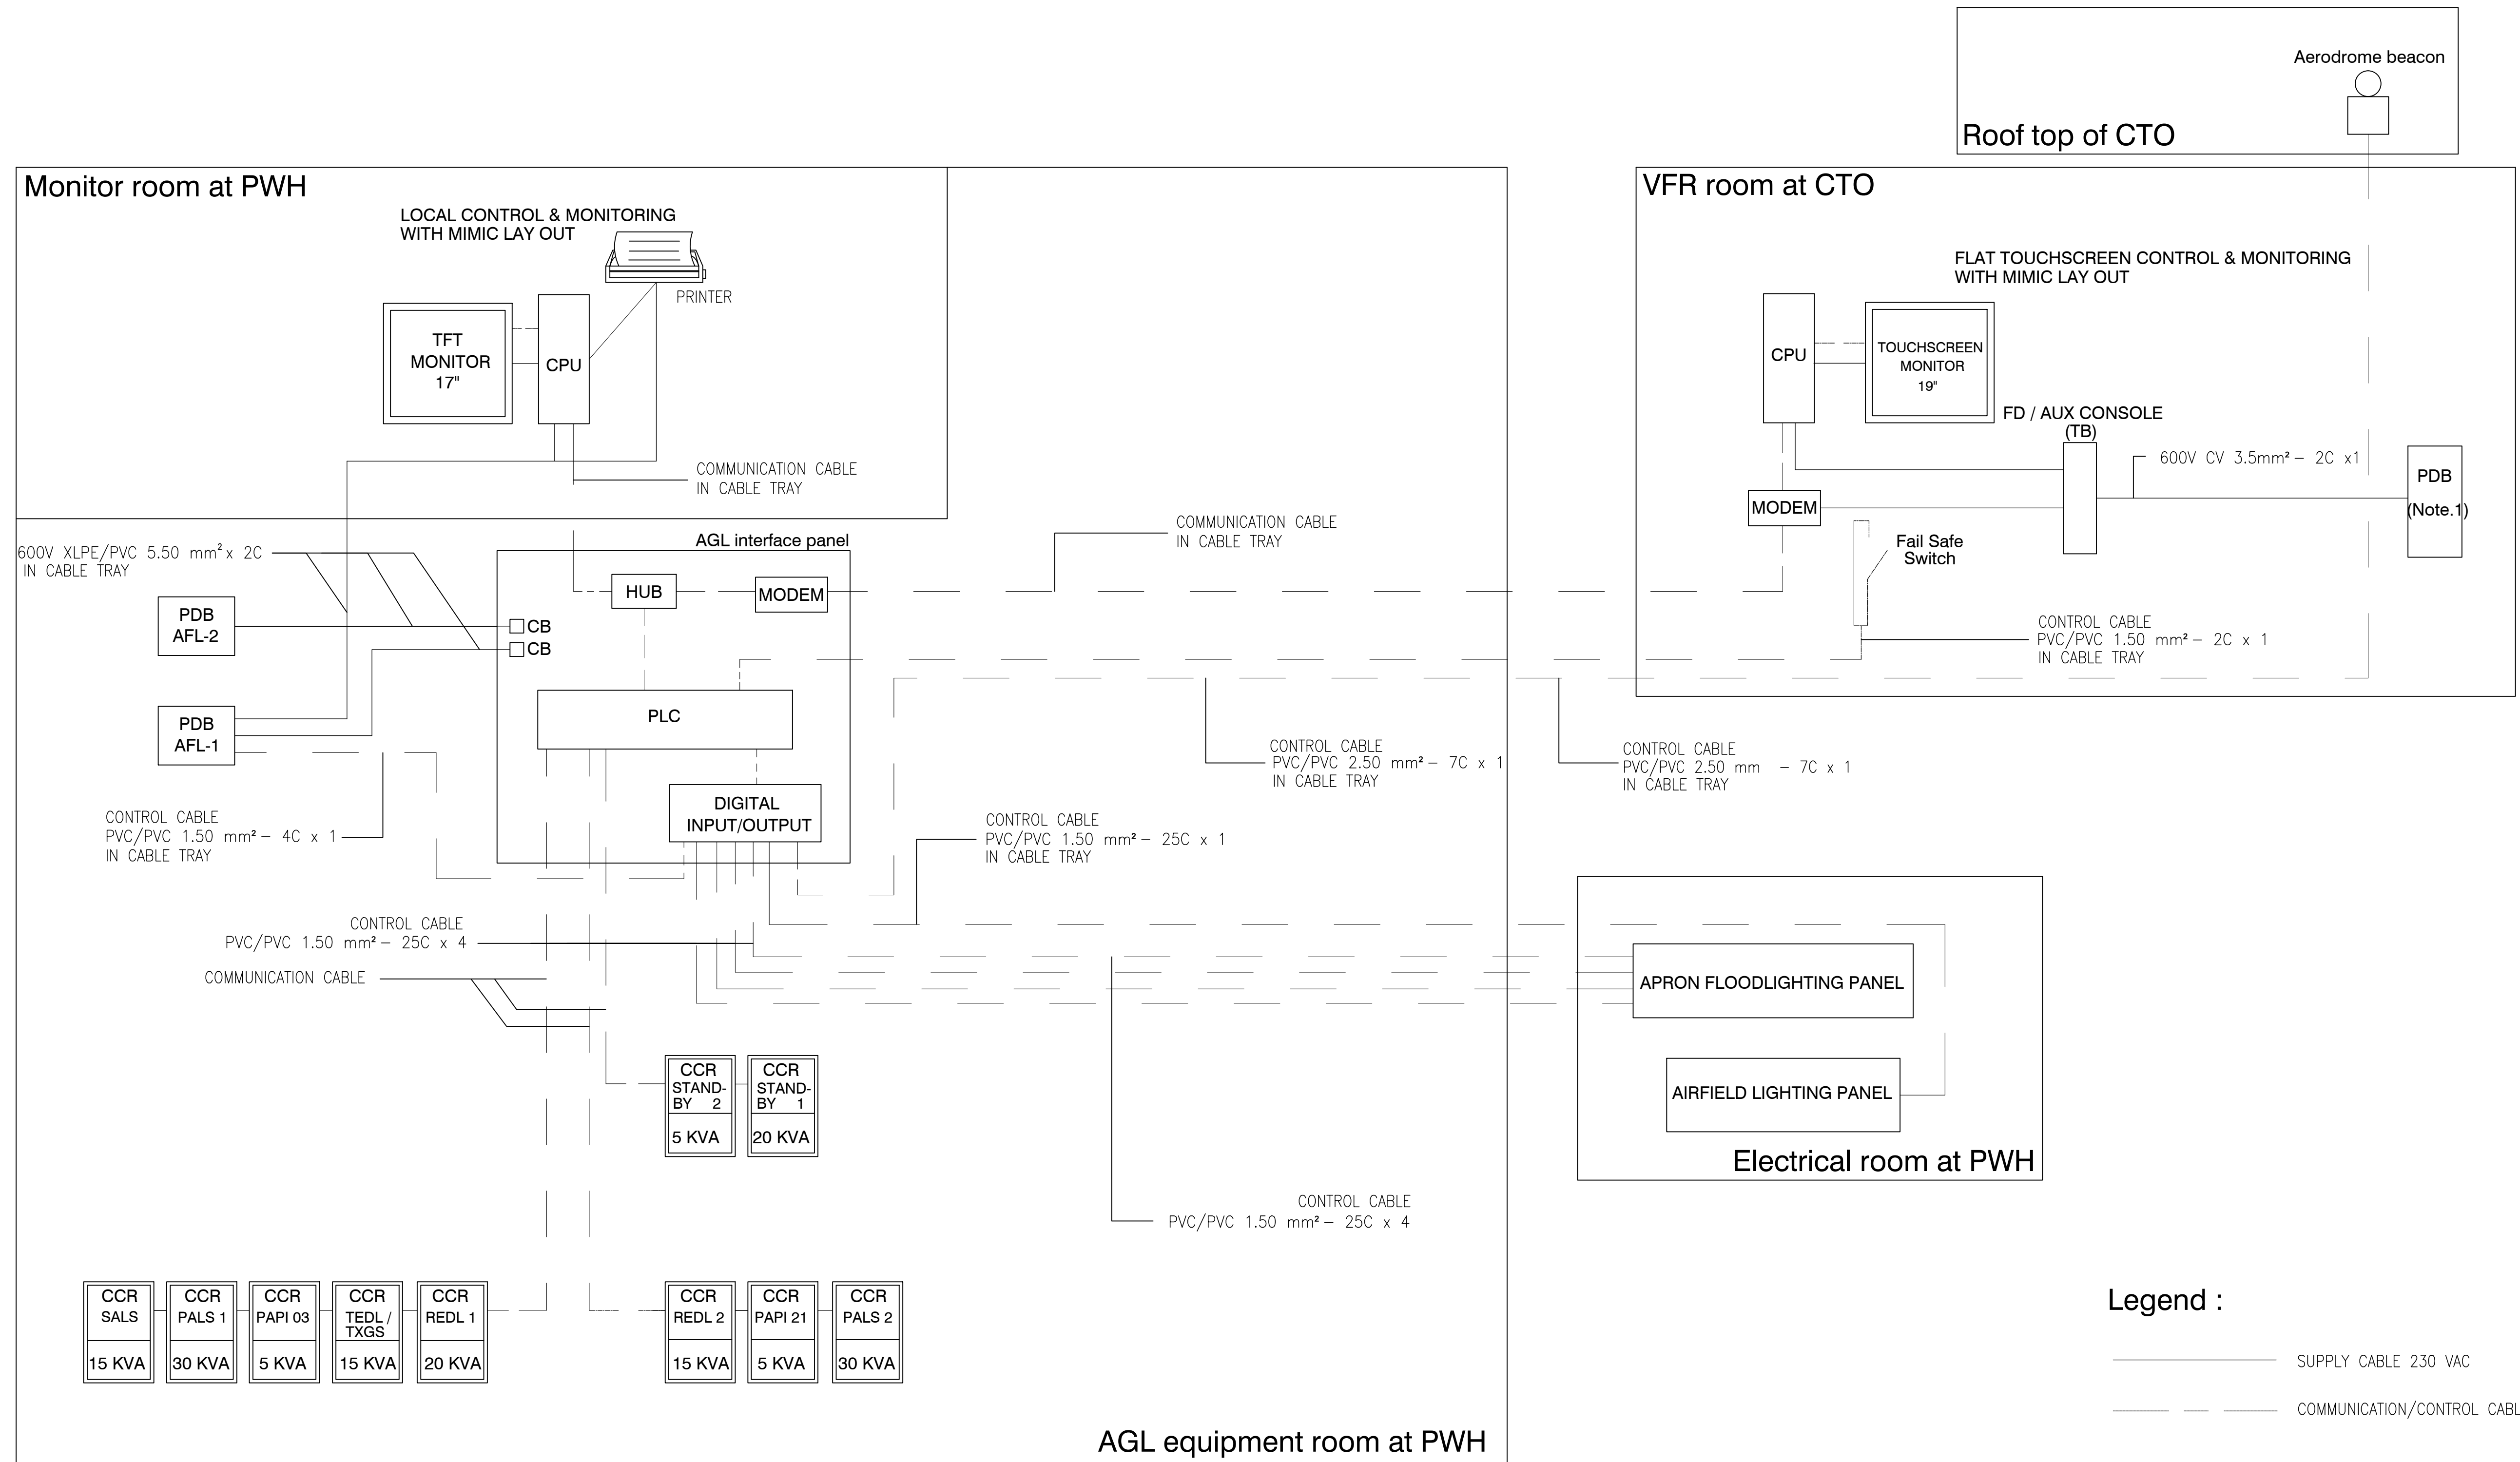 Aerodrome beacon
Roof top of CTO
Monitor room at PWH
LOCAL CONTROL & MONITORING
WITH MIMIC LAY OUT
PRINTER
TFT
MONITOR
17"
CPU
COMMUNICATION CABLE
IN CABLE TRAY
VFR room at CTO
FLAT TOUCHSCREEN CONTROL & MONITORING
WITH MIMIC LAY OUT
CPU
TOUCHSCREEN
MONITOR
19"
FD / AUX CONSOLE
(TB)
600V CV 3.5mm² - 2C x1
PDB
(Note.1)
MODEM
Fail Safe
Switch
CONTROL CABLE
PVC/PVC 1.50 mm² - 2C x 1
IN CABLE TRAY
600V XLPE/PVC 5.50 mm² x 2C
IN CABLE TRAY
AGL interface panel
HUB
MODEM
COMMUNICATION CABLE
IN CABLE TRAY
PDB
AFL-2
CB
CB
PDB
AFL-1
PLC
DIGITAL
INPUT/OUTPUT
CONTROL CABLE
PVC/PVC 1.50 mm² - 4C x 1
IN CABLE TRAY
CONTROL CABLE
PVC/PVC 2.50 mm² - 7C x 1
IN CABLE TRAY
CONTROL CABLE
PVC/PVC 2.50 mm - 7C x 1
IN CABLE TRAY
CONTROL CABLE
PVC/PVC 1.50 mm² - 25C x 1
IN CABLE TRAY
CONTROL CABLE
PVC/PVC 1.50 mm² - 25C x 4
COMMUNICATION CABLE
APRON FLOODLIGHTING PANEL
AIRFIELD LIGHTING PANEL
Electrical room at PWH
CCR
STAND-
BY 2
5 KVA
CCR
STAND-
BY 1
20 KVA
CONTROL CABLE
PVC/PVC 1.50 mm² - 25C x 4
CCR
SALS
15 KVA
CCR
PALS 1
30 KVA
CCR
PAPI 03
5 KVA
CCR
TEDL /
TXGS
15 KVA
CCR
REDL 1
20 KVA
CCR
REDL 2
15 KVA
CCR
PAPI 21
5 KVA
CCR
PALS 2
30 KVA
AGL equipment room at PWH
Legend :
SUPPLY CABLE 230 VAC
COMMUNICATION/CONTROL CABL